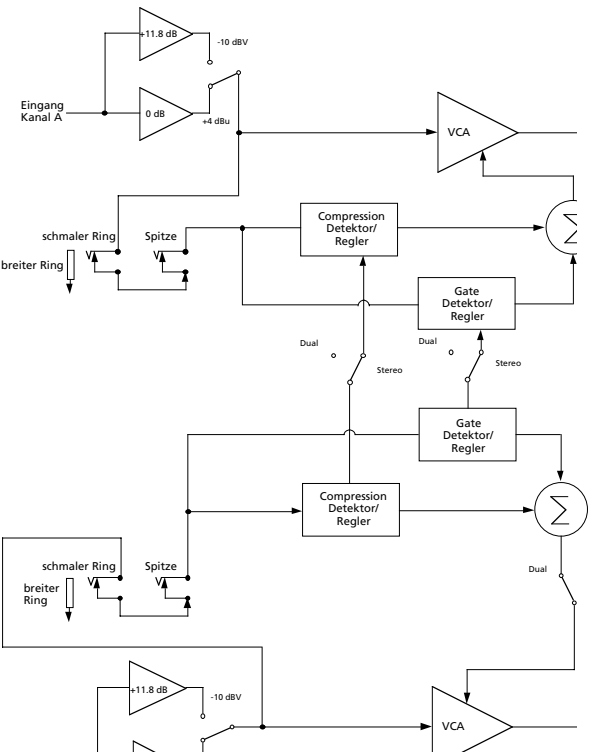 +11.8 dB
-10 dBV
Eingang
Kanal A
0 dB
+4 dBu
VCA
Compression
Detektor/
Regler
Σ
schmaler Ring
Spitze
breiter Ring
Gate
Detektor/
Regler
Dual
Stereo
Dual
Stereo
Gate
Detektor/
Regler
Compression
Detektor/
Regler
Σ
schmaler Ring
Spitze
breiter
Ring
Dual
+11.8 dB
-10 dBV
VCA